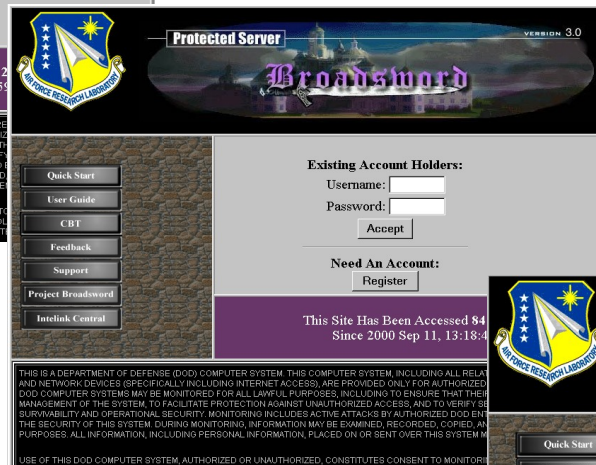 Protected Server
VERSION 3.0
Broadsword
AIR FORCE RESEARCH LABORATORY
Existing Account Holders:
Username:
Password:
Accept
Need An Account:
Register
Quick Start
User Guide
CBT
Feedback
Support
Project Broadsword
Intelink Central
This Site Has Been Accessed 84
Since 2000 Sep 11, 13:18:4
THIS IS A DEPARTMENT OF DEFENSE (DOD) COMPUTER SYSTEM. THIS COMPUTER SYSTEM, INCLUDING ALL RELAT
AND NETWORK DEVICES (SPECIFICALLY INCLUDING INTERNET ACCESS), ARE PROVIDED ONLY FOR AUTHORIZED
DOD COMPUTER SYSTEMS MAY BE MONITORED FOR ALL LAWFUL PURPOSES, INCLUDING TO ENSURE THAT THEIR
MANAGEMENT OF THE SYSTEM, TO FACILITATE PROTECTION AGAINST UNAUTHORIZED ACCESS, AND TO VERIFY SE
SURVIVABILITY AND OPERATIONAL SECURITY. MONITORING INCLUDES ACTIVE ATTACKS BY AUTHORIZED DOD ENT
THE SECURITY OF THIS SYSTEM. DURING MONITORING, INFORMATION MAY BE EXAMINED, RECORDED, COPIED, AN
PURPOSES. ALL INFORMATION, INCLUDING PERSONAL INFORMATION, PLACED ON OR SENT OVER THIS SYSTEM M
USE OF THIS DOD COMPUTER SYSTEM, AUTHORIZED OR UNAUTHORIZED, CONSTITUTES CONSENT TO MONITORI
AIR FORCE RESEARCH LABORATORY
Quick Start